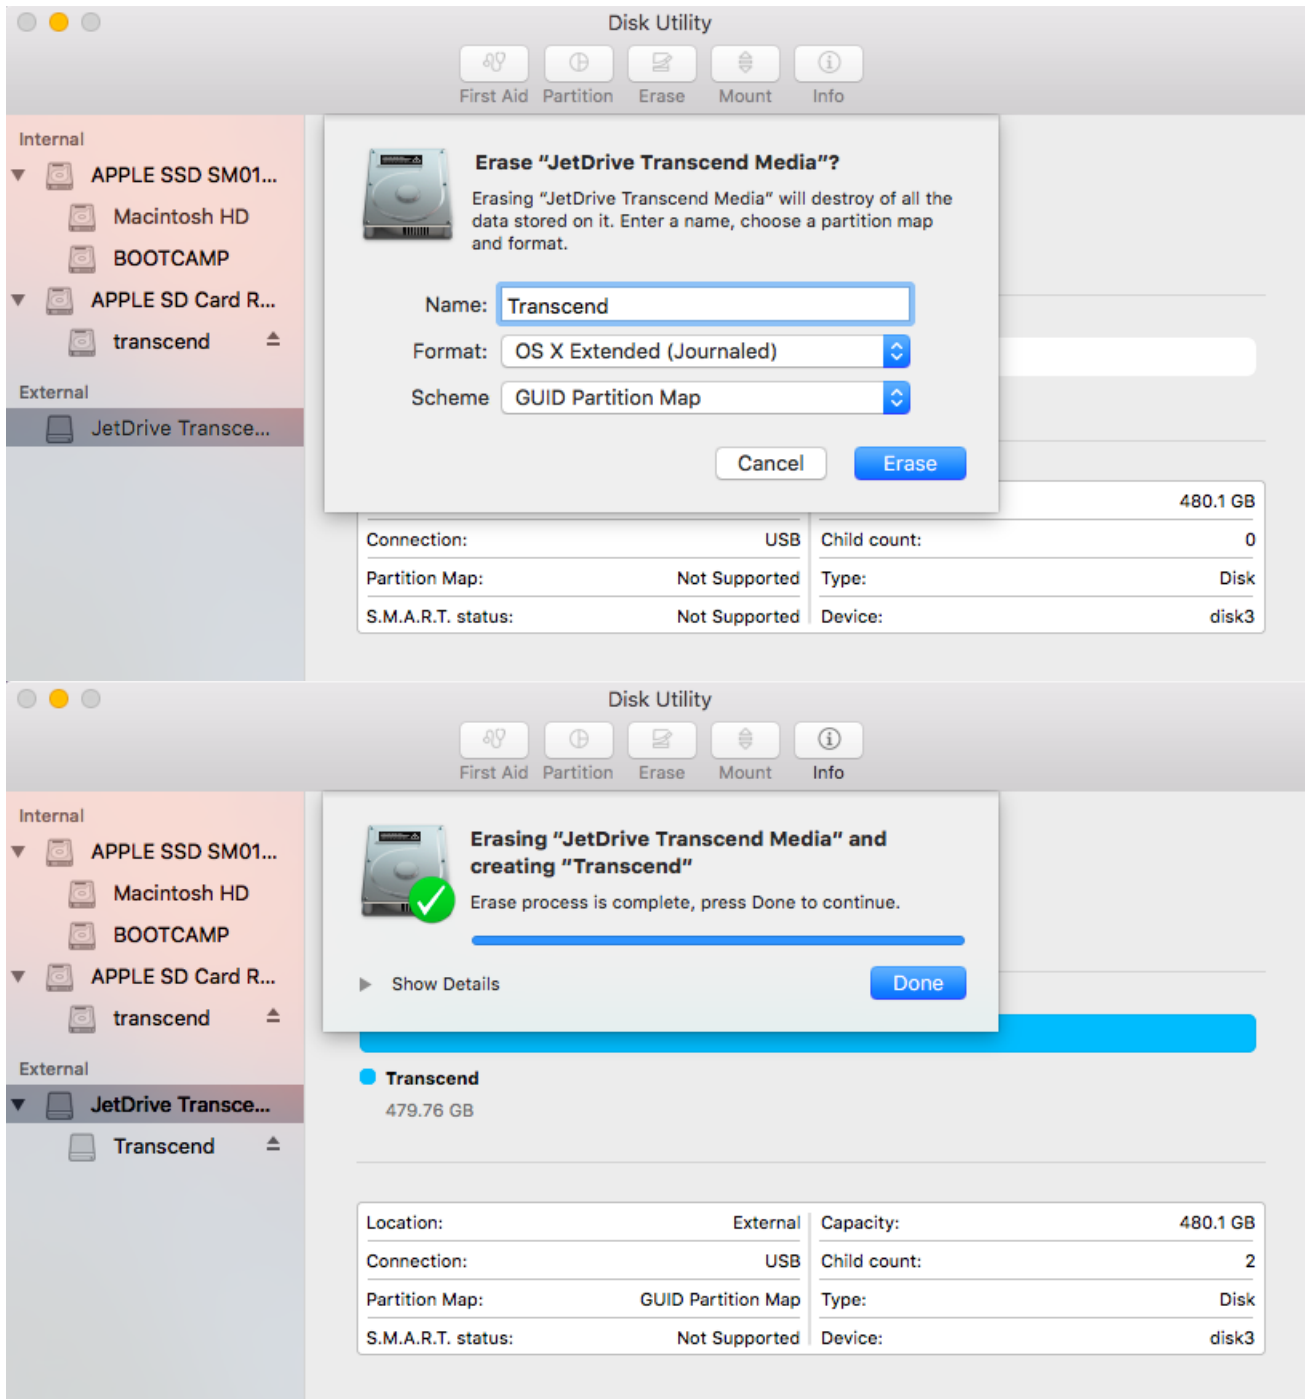 Disk Utility
First Aid Partition Erase Mount Info
Internal
APPLE SSD SM01...
Macintosh HD
BOOTCAMP
APPLE SD Card R...
transcend
External
JetDrive Transce...
Erase “JetDrive Transcend Media”?
Erasing “JetDrive Transcend Media” will destroy of all the
data stored on it. Enter a name, choose a partition map
and format.
Name: Transcend
Format: OS X Extended (Journaled)
Scheme GUID Partition Map
Cancel Erase
480.1 GB
Connection: USB Child count: 0
Partition Map: Not Supported Type: Disk
S.M.A.R.T. status: Not Supported Device: disk3
Disk Utility
First Aid Partition Erase Mount Info
Internal
APPLE SSD SM01...
Macintosh HD
BOOTCAMP
APPLE SD Card R...
transcend
External
JetDrive Transce...
Transcend
Erasing “JetDrive Transcend Media” and
creating “Transcend”
Erase process is complete, press Done to continue.
Show Details Done
Transcend
479.76 GB
Location: External Capacity: 480.1 GB
Connection: USB Child count: 2
Partition Map: GUID Partition Map Type: Disk
S.M.A.R.T. status: Not Supported Device: disk3